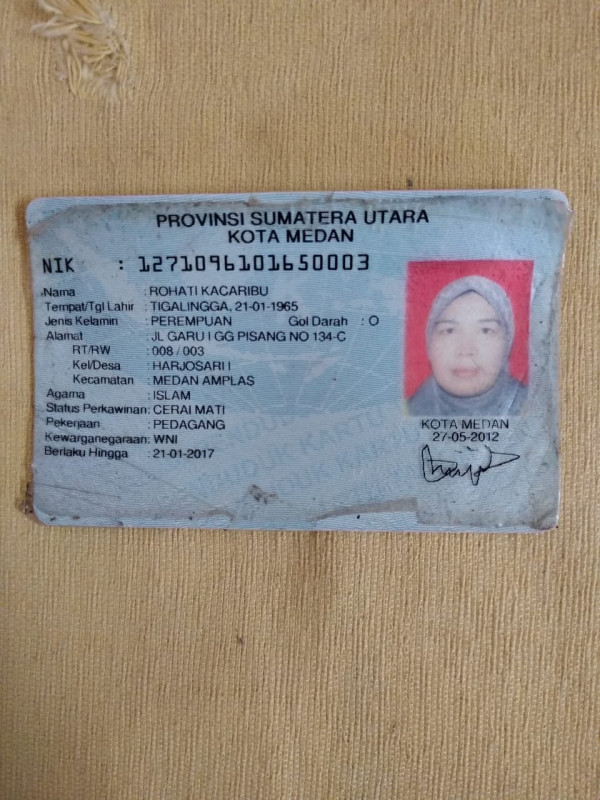 PROVINSI SUMATERA UTARA
KOTA MEDAN
NIK : 1271096101650003
Nama : ROHATI KACARIBU
Tempat/Tgl Lahir : TIGALINGGA, 21-01-1965
Jenis Kelamin : PEREMPUAN Gol Darah : O
Alamat : JL GARU I GG PISANG NO 134-C
RT/RW : 008 / 003
Kel/Desa : HARJOSARI I
Kecamatan : MEDAN AMPLAS
Agama : ISLAM
Status Perkawinan: CERAI MATI
Pekerjaan : PEDAGANG
Kewarganegaraan: WNI
Berlaku Hingga : 21-01-2017
KOTA MEDAN
27-05-2012